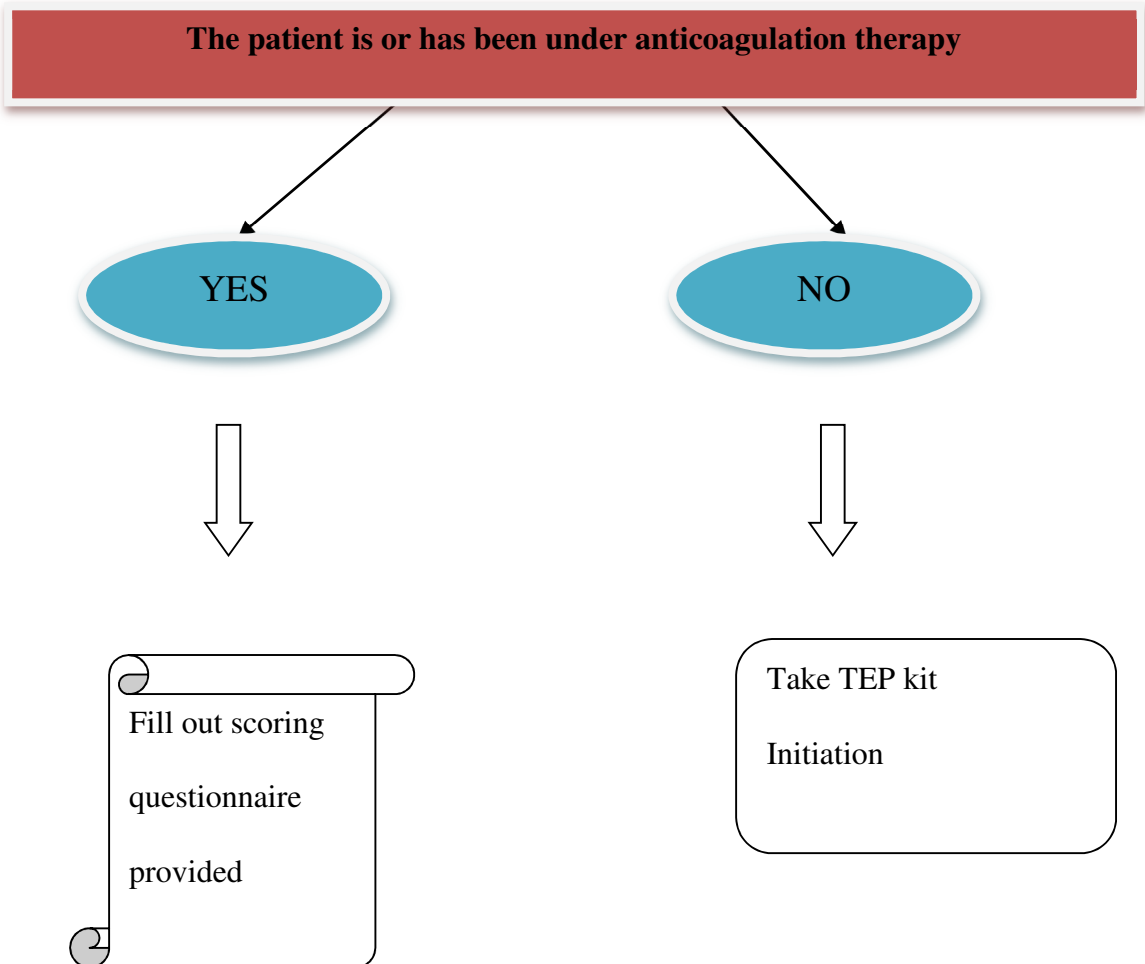 The patient is or has been under anticoagulation therapy
YES
NO
Fill out scoring
questionnaire
provided
Take TEP kit
Initiation